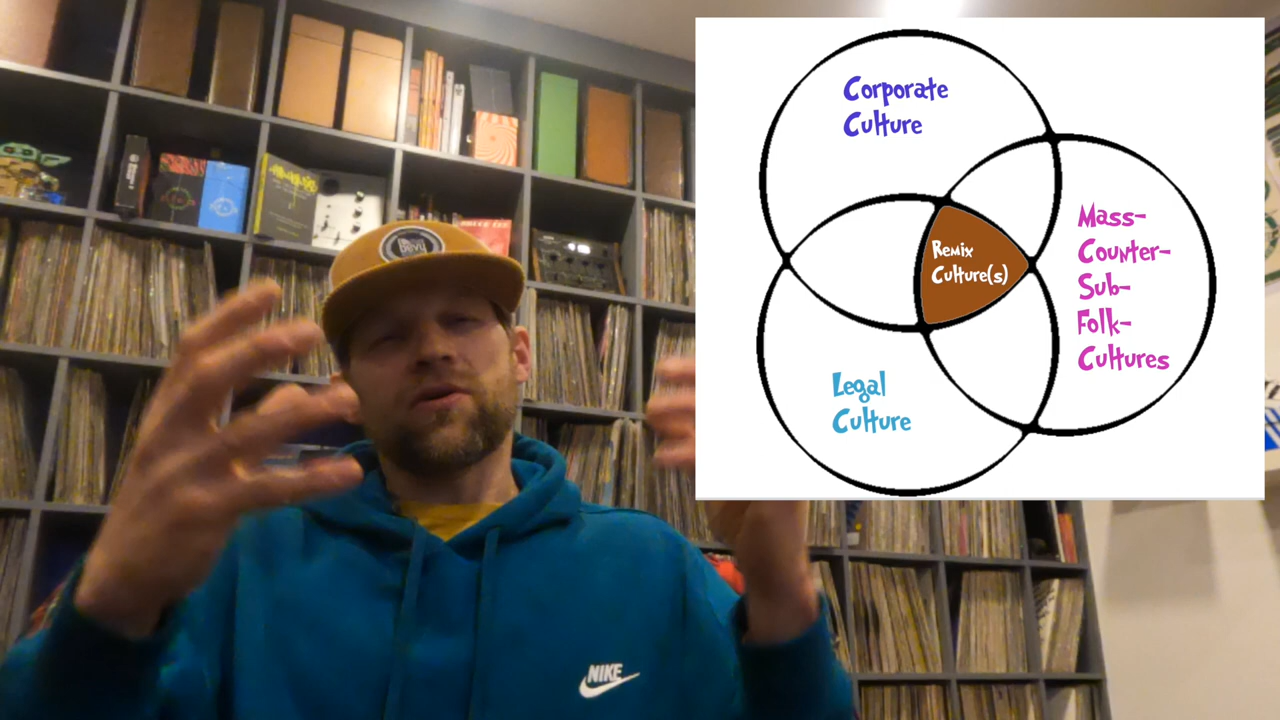 Corporate
Culture
Mass-
Counter-
Sub-
Folk-
Cultures
Remix
Culture(s)
Legal
Culture
NIKE